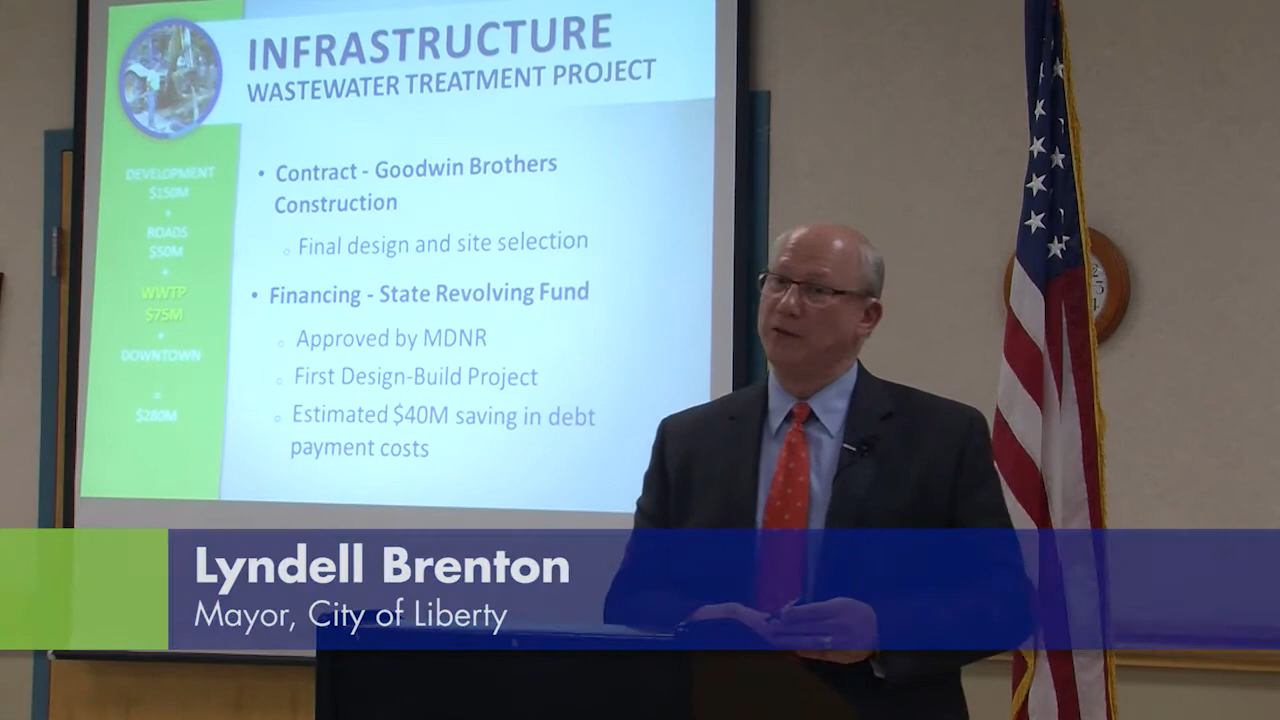 INFRASTRUCTURE
WASTEWATER TREATMENT PROJECT
DEVELOPMENT
$150M
+
ROADS
$50M
+
WWTP
$75M
+
DOWNTOWN
=
$280M
• Contract - Goodwin Brothers
Construction
○ Final design and site selection
• Financing - State Revolving Fund
○ Approved by MDNR
○ First Design-Build Project
○ Estimated $40M saving in debt
payment costs
Lyndell Brenton
Mayor, City of Liberty